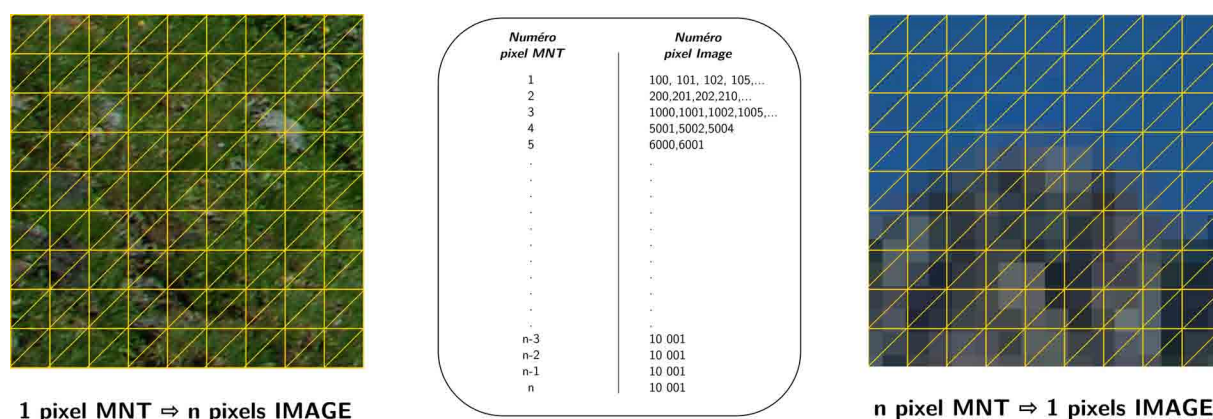 Numéro Numéro
pixel MNT pixel Image
1 100, 101, 102, 105,...
2 200,201,202,210,...
3 1000,1001,1002,1005,...
4 5001,5002,5004
5 6000,6001
. .
. .
. .
. .
. .
. .
. .
. .
. .
. .
. .
n-3 10 001
n-2 10 001
n-1 10 001
n 10 001
1 pixel MNT ⇨ n pixels IMAGE
n pixel MNT ⇨ 1 pixels IMAGE